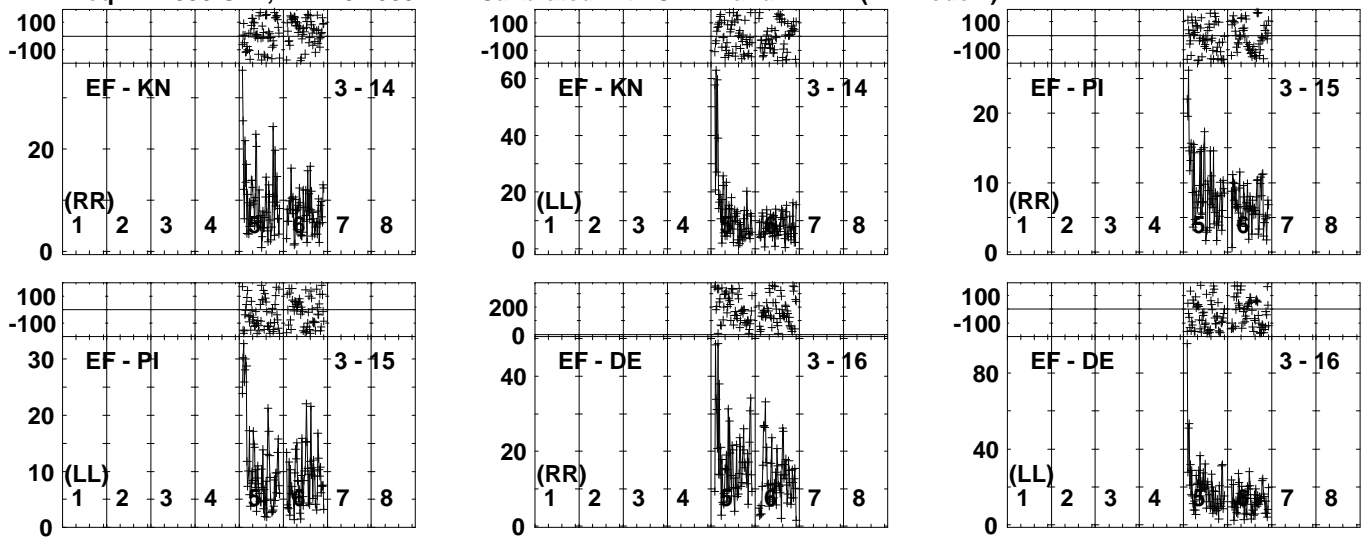 100 100 100
-100 -100 -100
EF - KN 3 - 14 60 EF - KN 3 - 14 EF - PI 3 - 15
20 40 20
20 10
(RR) (LL) (RR)
1 2 3 4 5 6 7 8 1 2 3 4 5 6 7 8 1 2 3 4 5 6 7 8
0 0 0
100 200 100
-100 0 -100
30 EF - PI 3 - 15 40 EF - DE 3 - 16 80 EF - DE 3 - 16
20 20 40
10
(LL) (RR) (LL)
1 2 3 4 5 6 7 8 1 2 3 4 5 6 7 8 1 2 3 4 5 6 7 8
0 0 0